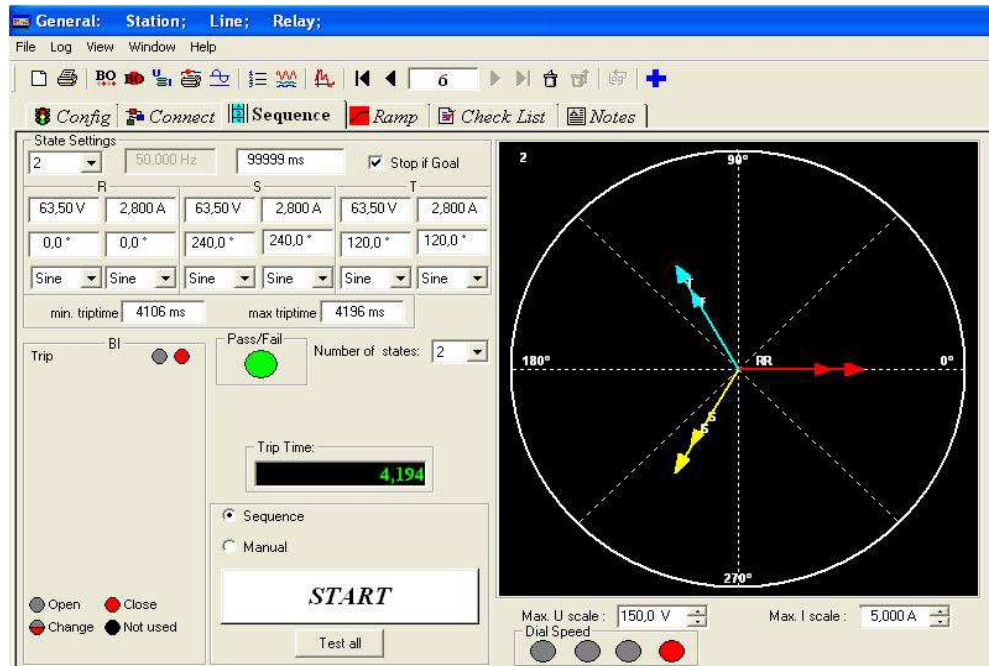 General: Station; Line; Relay;
File Log View Window Help
BO 6
Config Connect Sequence Ramp Check List Notes
State Settings
2 50,000 Hz 99999 ms Stop if Goal
R S T
63,50 V 2,800 A 63,50 V 2,800 A 63,50 V 2,800 A
0,0 ° 0,0 ° 240,0 ° 240,0 ° 120,0 ° 120,0 °
Sine Sine Sine Sine Sine Sine
min. triptime 4106 ms max triptime 4196 ms
BI
Trip
Pass/Fail
Number of states: 2
Trip Time:
4,194
Sequence
Manual
START
Test all
Open Close
Change Not used
2
90°
T
T
180° RR 0°
S
S
270°
Max. U scale : 150,0 V Max. I scale : 5,000 A
Dial Speed